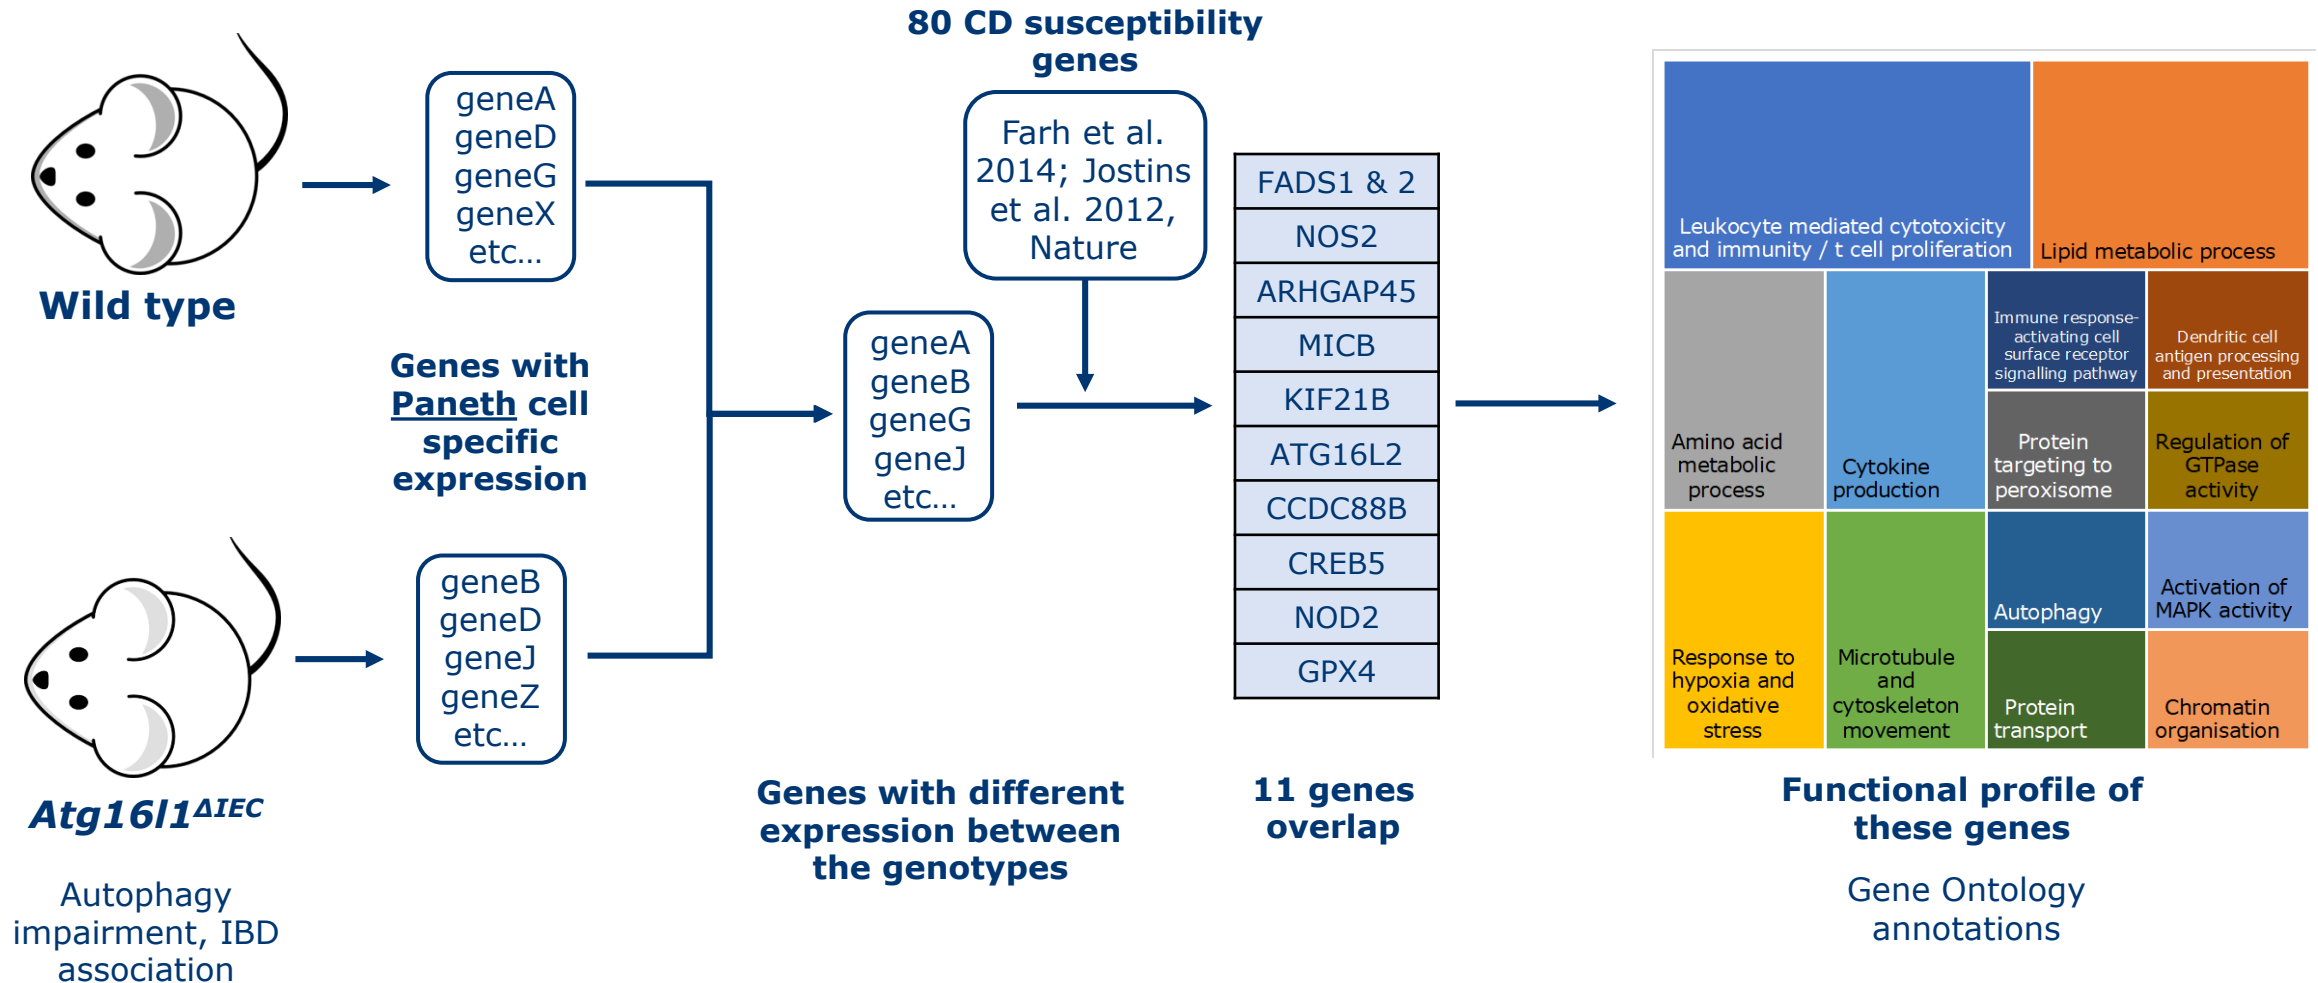 80 CD susceptibility
genes
geneA
geneD
geneG
geneX
etc...
Wild type
Genes with
Paneth cell
specific
expression
geneB
geneD
geneJ
geneZ
etc...
Atg16l1ΔIEC
Autophagy
impairment, IBD
association
geneA
geneB
geneG
geneJ
etc...
Genes with different
expression between
the genotypes
Farh et al.
2014; Jostins
et al. 2012,
Nature
FADS1 & 2
NOS2
ARHGAP45
MICB
KIF21B
ATG16L2
CCDC88B
CREB5
NOD2
GPX4
11 genes
overlap
Leukocyte mediated cytotoxicity
and immunity / t cell proliferation
Lipid metabolic process
Amino acid
metabolic
process
Cytokine
production
Immune response-
activating cell
surface receptor
signalling pathway
Dendritic cell
antigen processing
and presentation
Protein
targeting to
peroxisome
Regulation of
GTPase
activity
Response to
hypoxia and
oxidative
stress
Microtubule
and
cytoskeleton
movement
Autophagy
Activation of
MAPK activity
Protein
transport
Chromatin
organisation
Functional profile of
these genes
Gene Ontology
annotations